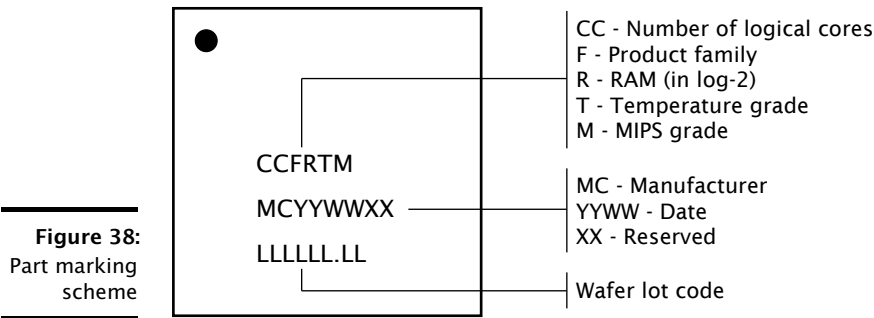 CC - Number of logical cores
F - Product family
R - RAM (in log-2)
T - Temperature grade
M - MIPS grade
CCFRTM
MCYYWWXX
LLLLLL.LL
MC - Manufacturer
YYWW - Date
XX - Reserved
Wafer lot code
Figure 38:
Part marking
scheme